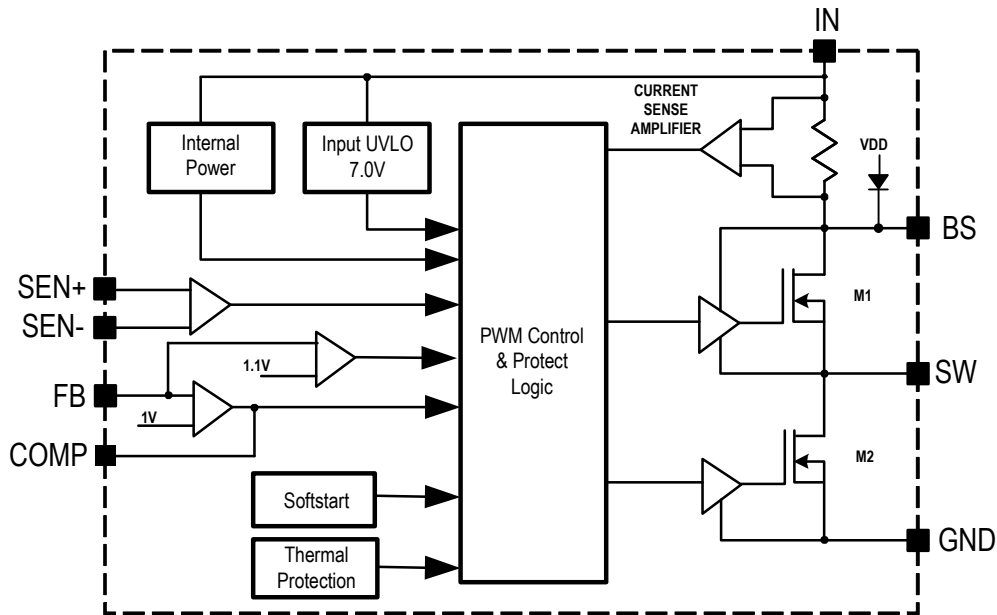 IN
CURRENT
SENSE
AMPLIFIER
Internal
Power
Input UVLO
7.0V
VDD
BS
SEN+
SEN-
M1
PWM Control
& Protect
Logic
1.1V
FB
SW
1V
COMP
M2
Softstart
GND
Thermal
Protection